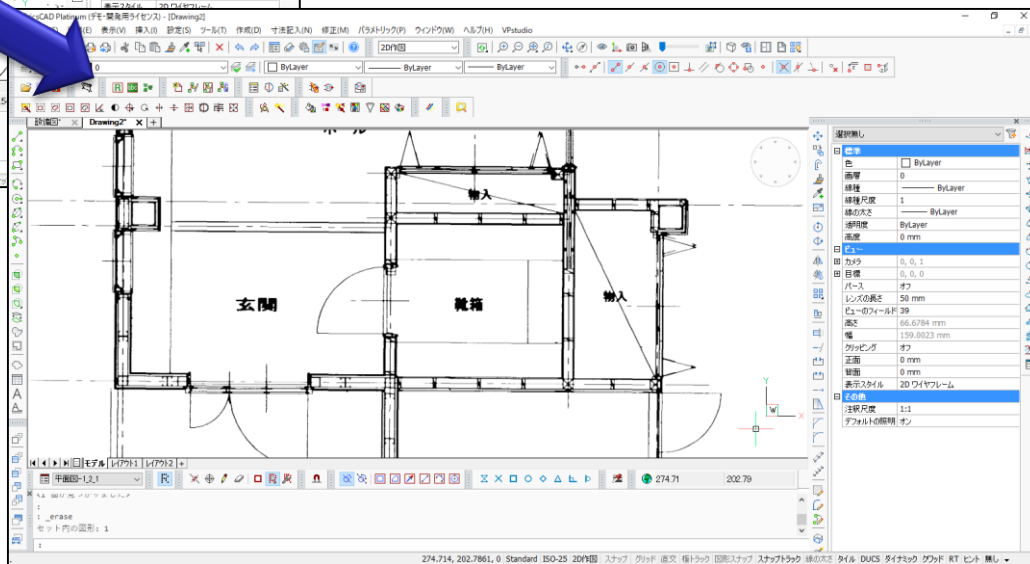 表示スタイル 2D ワイヤフレーム
icsCAD Platinum (デモ・開発用ライセンス) - [Drawing2]
(E) 表示(V) 挿入(I) 設定(S) ツール(T) 作成(D) 寸法記入(N) 修正(M) パラメトリック(P) ウィンドウ(W) ヘルプ(H) VPstudio
2D作図
0 ByLayer ByLayer ByLayer
設備図* Drawing2*
物入
玄関 靴箱 物入
Y
W X
選択無し
標準
色 ByLayer
画層 0
線種 ByLayer
線種尺度 1
線の太さ ByLayer
透明度 ByLayer
高度 0 mm
ビュー
カメラ 0, 0, 1
目標 0, 0, 0
パース オフ
レンズの長さ 50 mm
ビューのフィールド 39
高さ 66.6784 mm
幅 159.0023 mm
クリッピング オフ
正面 0 mm
背面 0 mm
表示スタイル 2D ワイヤフレーム
その他
注釈尺度 1:1
デフォルトの照明 オン
モデル レイアウト1 レイアウト2
平面図-1_2_1 274.71 202.79
:
: _erase
セット内の図形: 1
:
274.714, 202.7861, 0 Standard ISO-25 2D作図 スナップ グリッド 直交 極トラック 図形スナップ スナップトラック 線の太さ タイル DUCS ダイナミック クワッド RT ヒント 無し